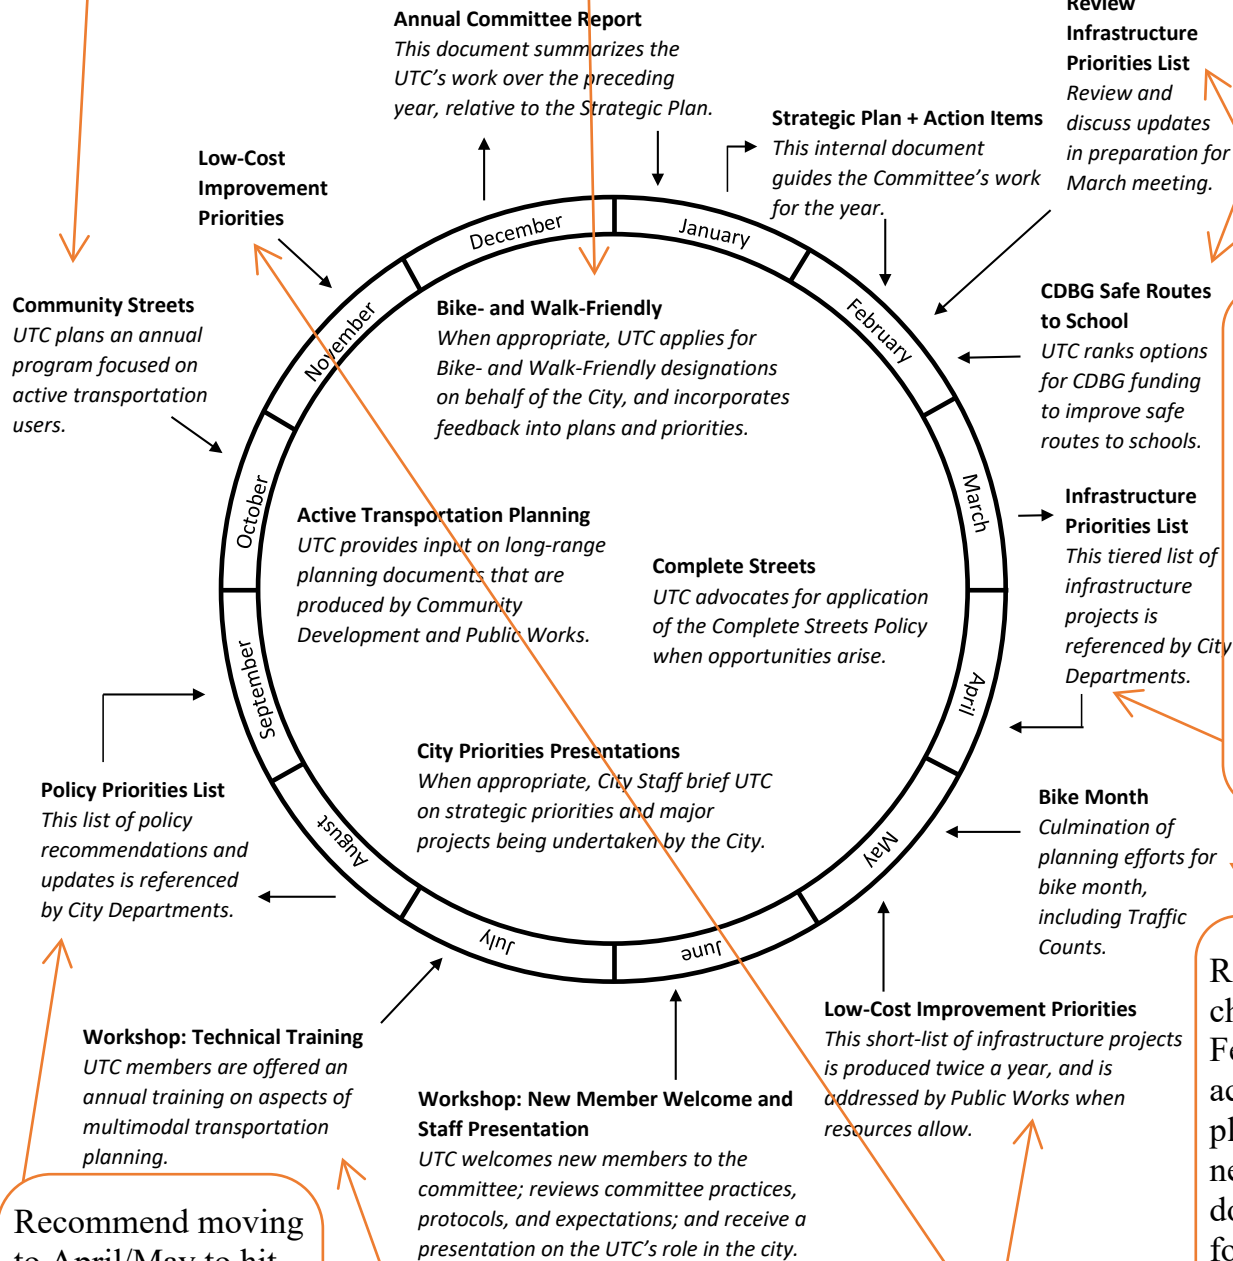 Annual Committee Report
This document summarizes the
UTC's work over the preceding
year, relative to the Strategic Plan.
Review
Infrastructure
Priorities List
Review and
discuss updates
in preparation for
March meeting.
Strategic Plan + Action Items
This internal document
guides the Committee's work
for the year.
Low-Cost
Improvement
Priorities
December
January
February
November
October
March
September
April
August
May
July
June
Community Streets
UTC plans an annual
program focused on
active transportation
users.
Bike- and Walk-Friendly
When appropriate, UTC applies for
Bike- and Walk-Friendly designations
on behalf of the City, and incorporates
feedback into plans and priorities.
CDBG Safe Routes
to School
UTC ranks options
for CDBG funding
to improve safe
routes to schools.
Active Transportation Planning
UTC provides input on long-range
planning documents that are
produced by Community
Development and Public Works.
Complete Streets
UTC advocates for application
of the Complete Streets Policy
when opportunities arise.
Infrastructure
Priorities List
This tiered list of
infrastructure
projects is
referenced by City
Departments.
City Priorities Presentations
When appropriate, City Staff brief UTC
on strategic priorities and major
projects being undertaken by the City.
Policy Priorities List
This list of policy
recommendations and
updates is referenced
by City Departments.
Bike Month
Culmination of
planning efforts for
bike month,
including Traffic
Counts.
Workshop: Technical Training
UTC members are offered an
annual training on aspects of
multimodal transportation
planning.
Low-Cost Improvement Priorities
This short-list of infrastructure projects
is produced twice a year, and is
addressed by Public Works when
resources allow.
Workshop: New Member Welcome and
Staff Presentation
UTC welcomes new members to the
committee; reviews committee practices,
protocols, and expectations; and receive a
presentation on the UTC's role in the city.
Recommend moving
to April/May to hit